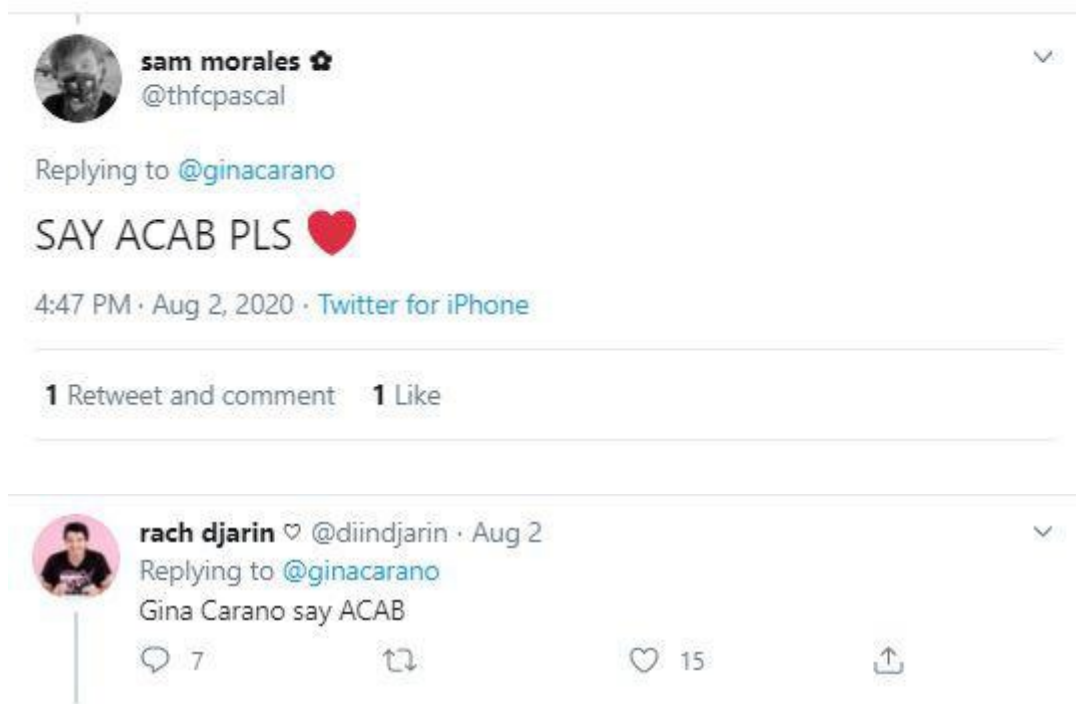 sam morales ✿
@thfcpascal
Replying to @ginacarano
SAY ACAB PLS ❤️
4:47 PM · Aug 2, 2020 · Twitter for iPhone
1 Retweet and comment 1 Like
rach djarin ♡ @diindjarin · Aug 2
Replying to @ginacarano
Gina Carano say ACAB
7 15